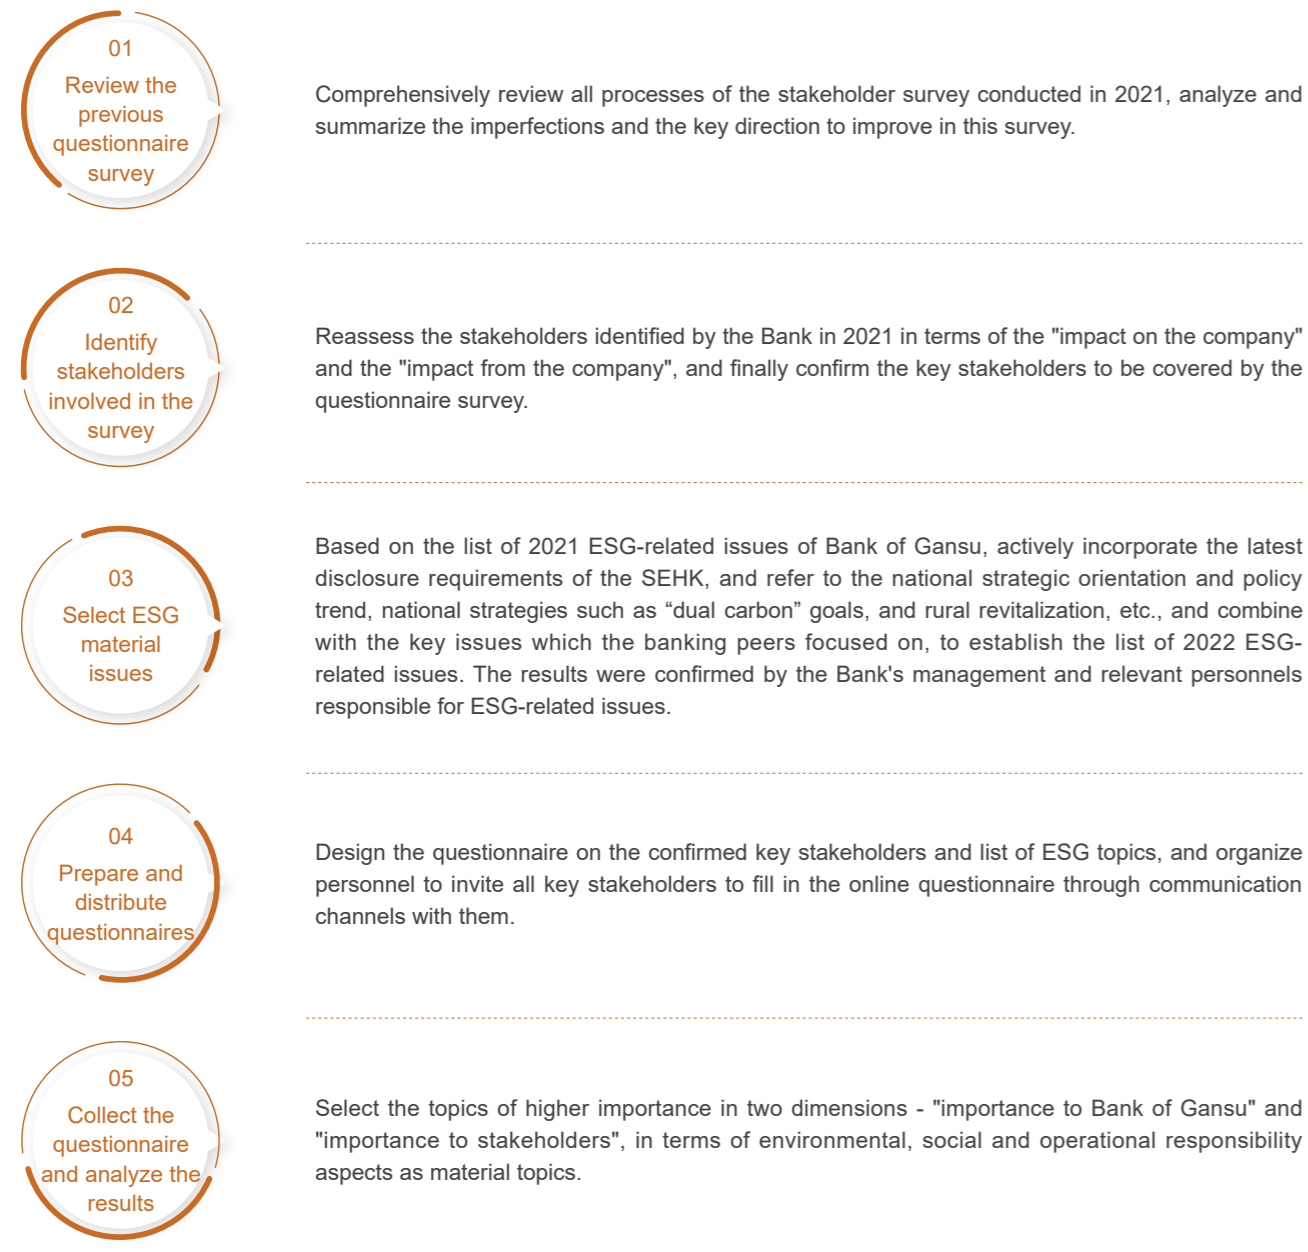 01
Review the
previous
questionnaire
survey
Comprehensively review all processes of the stakeholder survey conducted in 2021, analyze and
summarize the imperfections and the key direction to improve in this survey.
02
Identify
stakeholders
involved in the
survey
Reassess the stakeholders identified by the Bank in 2021 in terms of the "impact on the company"
and the "impact from the company", and finally confirm the key stakeholders to be covered by the
questionnaire survey.
03
Select ESG
material
issues
Based on the list of 2021 ESG-related issues of Bank of Gansu, actively incorporate the latest
disclosure requirements of the SEHK, and refer to the national strategic orientation and policy
trend, national strategies such as “dual carbon” goals, and rural revitalization, etc., and combine
with the key issues which the banking peers focused on, to establish the list of 2022 ESG-
related issues. The results were confirmed by the Bank's management and relevant personnels
responsible for ESG-related issues.
04
Prepare and
distribute
questionnaires
Design the questionnaire on the confirmed key stakeholders and list of ESG topics, and organize
personnel to invite all key stakeholders to fill in the online questionnaire through communication
channels with them.
05
Collect the
questionnaire
and analyze the
results
Select the topics of higher importance in two dimensions - "importance to Bank of Gansu" and
"importance to stakeholders", in terms of environmental, social and operational responsibility
aspects as material topics.